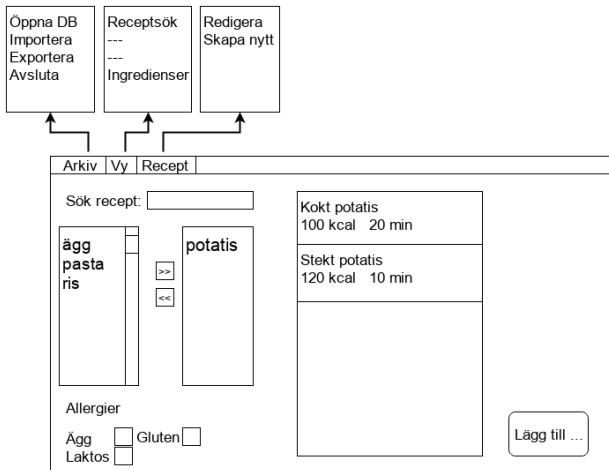 Öppna DB
Importera
Exportera
Avsluta
Receptsök
---
---
Ingredienser
Redigera
Skapa nytt
Arkiv
Vy
Recept
Sök recept:
ägg
pasta
ris
>>
<<
potatis
Kokt potatis
100 kcal 20 min
Stekt potatis
120 kcal 10 min
Allergier
Ägg
Gluten
Laktos
Lägg till ...